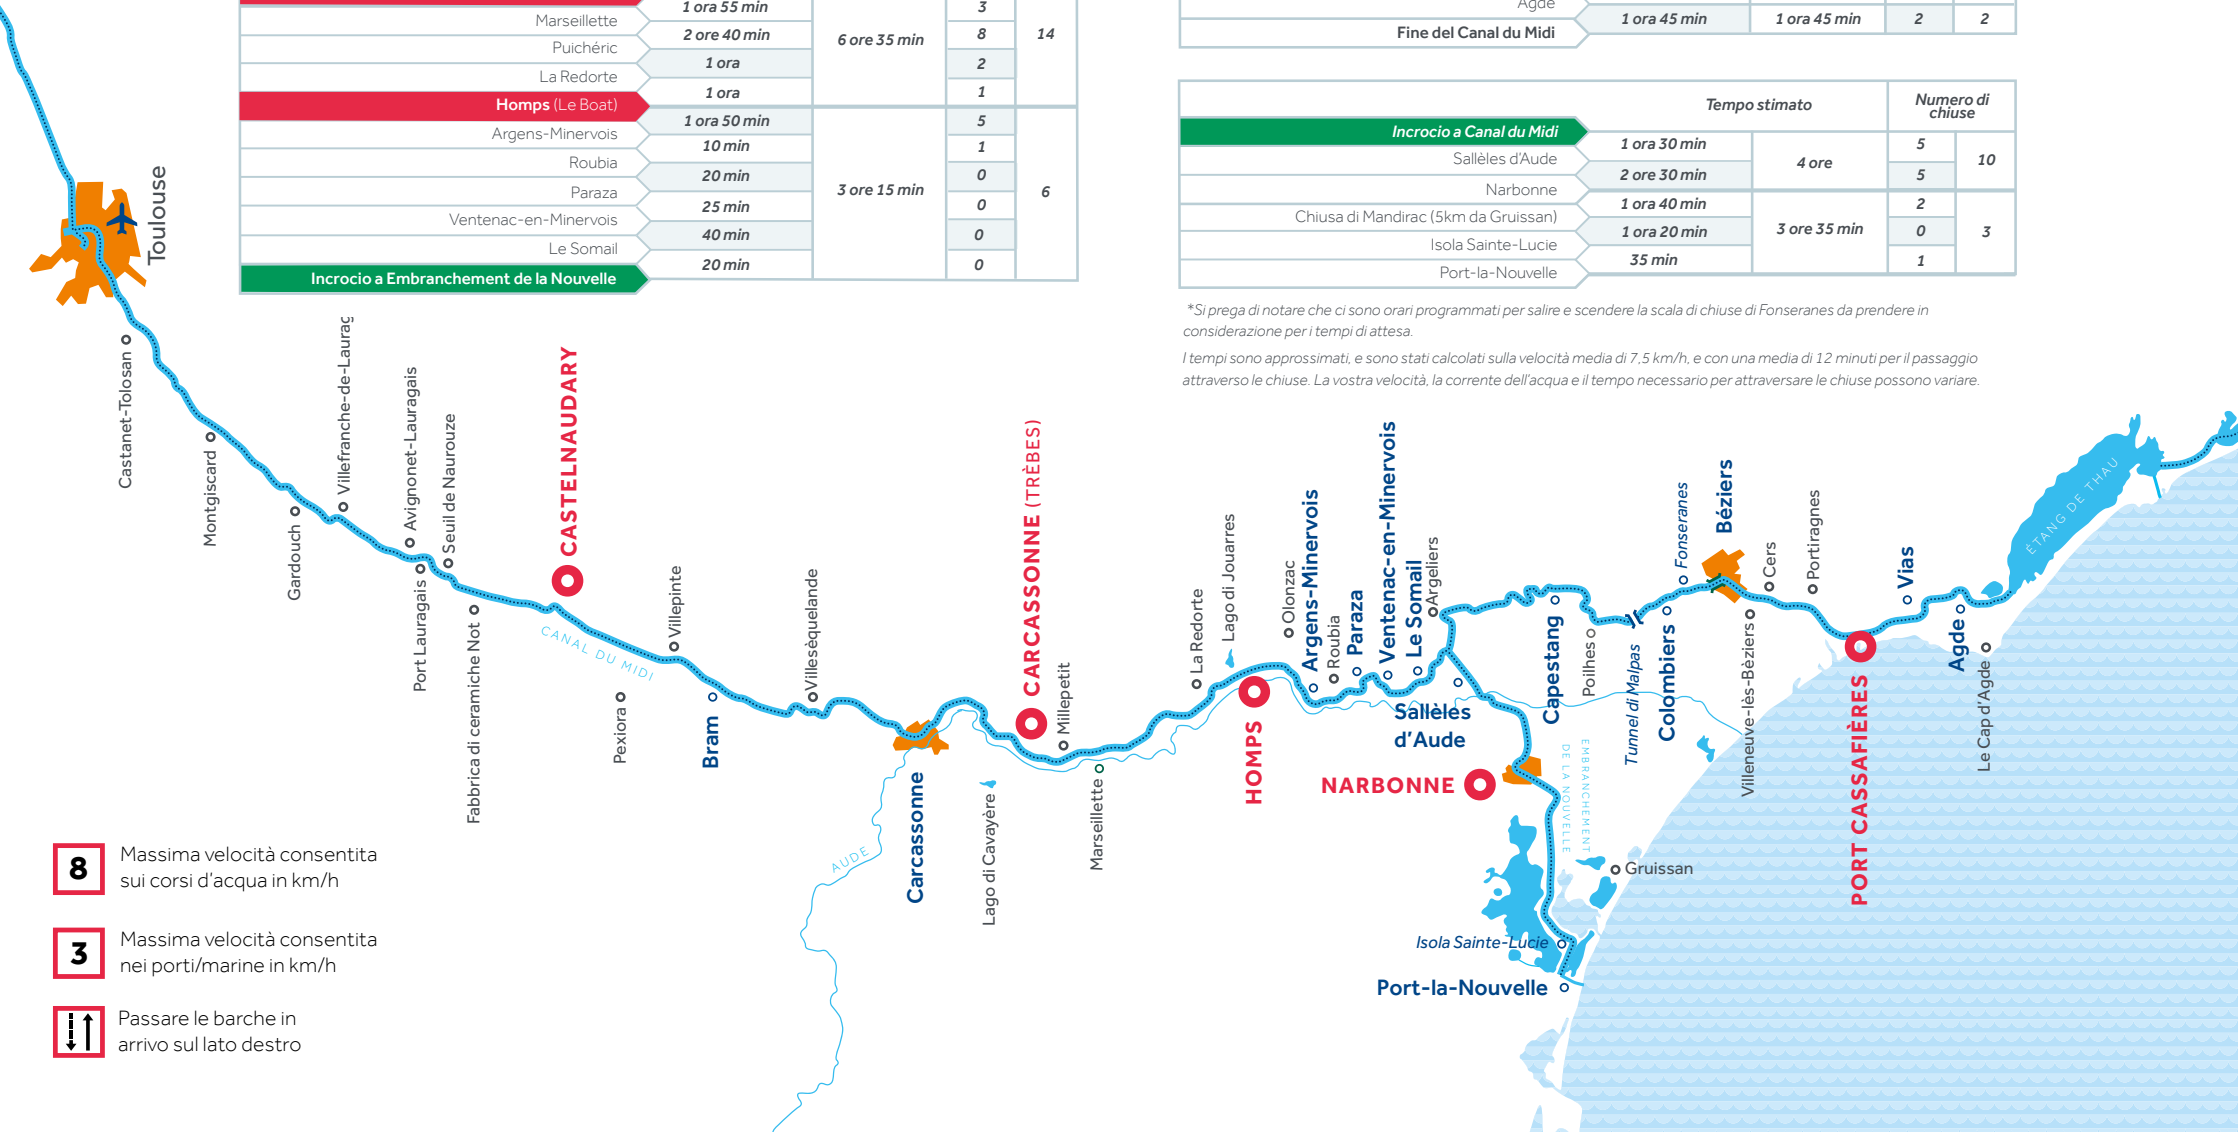 1 ora 55 min
3
Marseillette
2 ore 40 min
6 ore 35 min
8
14
Puichéric
1 ora
2
La Redorte
1 ora
1
Homps (Le Boat)
1 ora 50 min
5
Argens-Minervois
10 min
1
Roubia
20 min
3 ore 15 min
0
6
Paraza
25 min
0
Ventenac-en-Minervois
40 min
0
Le Somail
20 min
0
Incrocio a Embranchement de la Nouvelle
Agde
1 ora 45 min
1 ora 45 min
2
2
Fine del Canal du Midi
Tempo stimato
Numero di
chiuse
Incrocio a Canal du Midi
1 ora 30 min
4 ore
5
10
Sallèles d'Aude
2 ore 30 min
5
Narbonne
1 ora 40 min
3 ore 35 min
2
3
Chiusa di Mandirac (5km da Gruissan)
1 ora 20 min
0
Isola Sainte-Lucie
35 min
1
Port-la-Nouvelle
*Si prega di notare che ci sono orari programmati per salire e scendere la scala di chiuse di Fonseranes da prendere in
considerazione per i tempi di attesa.
I tempi sono approssimati, e sono stati calcolati sulla velocità media di 7,5 km/h, e con una media di 12 minuti per il passaggio
attraverso le chiuse. La vostra velocità, la corrente dell'acqua e il tempo necessario per attraversare le chiuse possono variare.
Toulouse
Castanet-Tolosan
Montgiscard
Gardouch
Villefranche-de-Laurag
Avignonet-Lauragais
Port Lauragais
Seuil de Naurouze
Fabbrica di ceramiche Not
CASTELNAUDARY
CANAL DU MIDI
Pexiora
Villepinte
Bram
Villesèquelande
Carcassonne
AUDE
Lago di Cavayère
CARCASSONNE (TRÈBES)
Millepetit
Marseillette
La Redorte
Lago di Jouarres
HOMPS
Olonzac
Argens-Minervois
Roubia
Paraza
Ventenac-en-Minervois
Le Somail
Argeliers
Sallèles
d'Aude
NARBONNE
Capestang
Poilhes
Tunnel di Malpas
Colombiers
Fonseranes
Béziers
Villeneuve-lès-Bèziers
Cers
Portiragnes
PORT CASSAFIÈRES
Vias
Agde
Le Cap d'Agde
ÉTANG DE THAU
EMBRANCHEMENT
DE LA NOUVELLE
Gruissan
Isola Sainte-Lucie
Port-la-Nouvelle
8
Massima velocità consentita
sui corsi d'acqua in km/h
3
Massima velocità consentita
nei porti/marine in km/h
Passare le barche in
arrivo sul lato destro